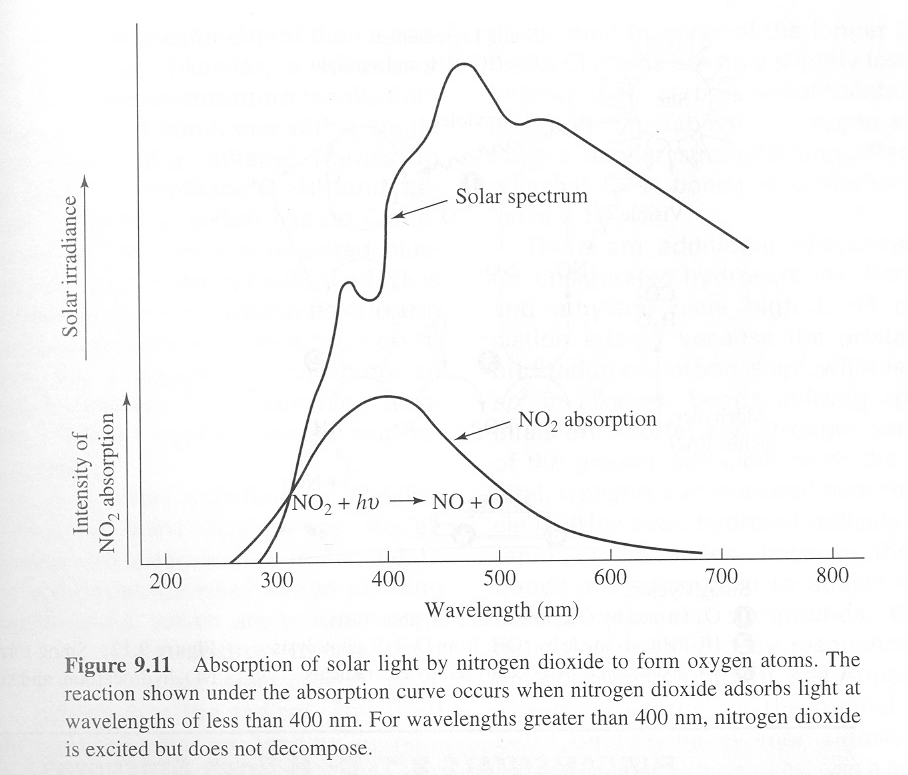 Solar spectrum
Solar irradiance
NO₂ absorption
Intensity of
NO₂ absorption
NO₂ + hυ → NO + O
200 300 400 500 600 700 800
Wavelength (nm)
Figure 9.11 Absorption of solar light by nitrogen dioxide to form oxygen atoms. The
reaction shown under the absorption curve occurs when nitrogen dioxide adsorbs light at
wavelengths of less than 400 nm. For wavelengths greater than 400 nm, nitrogen dioxide
is excited but does not decompose.